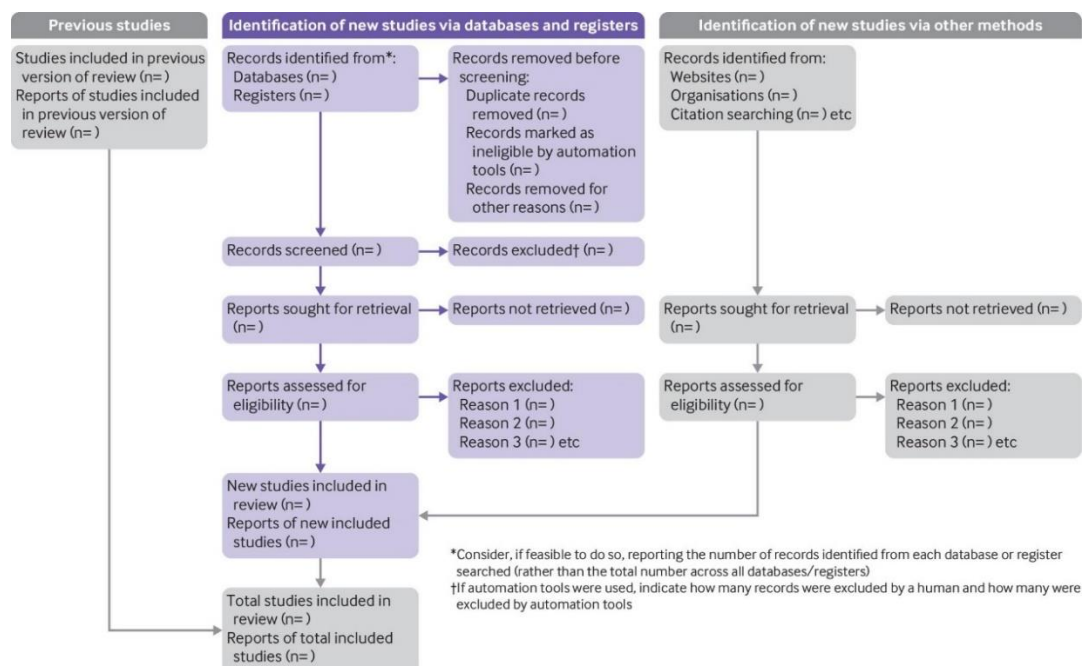 Previous studies
Identification of new studies via databases and registers
Identification of new studies via other methods
Studies included in previous
version of review (n= )
Reports of studies included
in previous version of
review (n= )
Records identified from*:
Databases (n= )
Registers (n= )
Records removed before
screening:
Duplicate records
removed (n= )
Records marked as
ineligible by automation
tools (n= )
Records removed for
other reasons (n= )
Records identified from:
Websites (n= )
Organisations (n= )
Citation searching (n= ) etc
Records screened (n= )
Records excluded† (n= )
Reports sought for retrieval
(n= )
Reports not retrieved (n= )
Reports sought for retrieval
(n= )
Reports not retrieved (n= )
Reports assessed for
eligibility (n= )
Reports excluded:
Reason 1 (n= )
Reason 2 (n= )
Reason 3 (n= ) etc
Reports assessed for
eligibility (n= )
Reports excluded:
Reason 1 (n= )
Reason 2 (n= )
Reason 3 (n= ) etc
New studies included in
review (n= )
Reports of new included
studies (n= )
*Consider, if feasible to do so, reporting the number of records identified from each database or register
searched (rather than the total number across all databases/registers)
†If automation tools were used, indicate how many records were excluded by a human and how many were
excluded by automation tools
Total studies included in
review (n= )
Reports of total included
studies (n= )